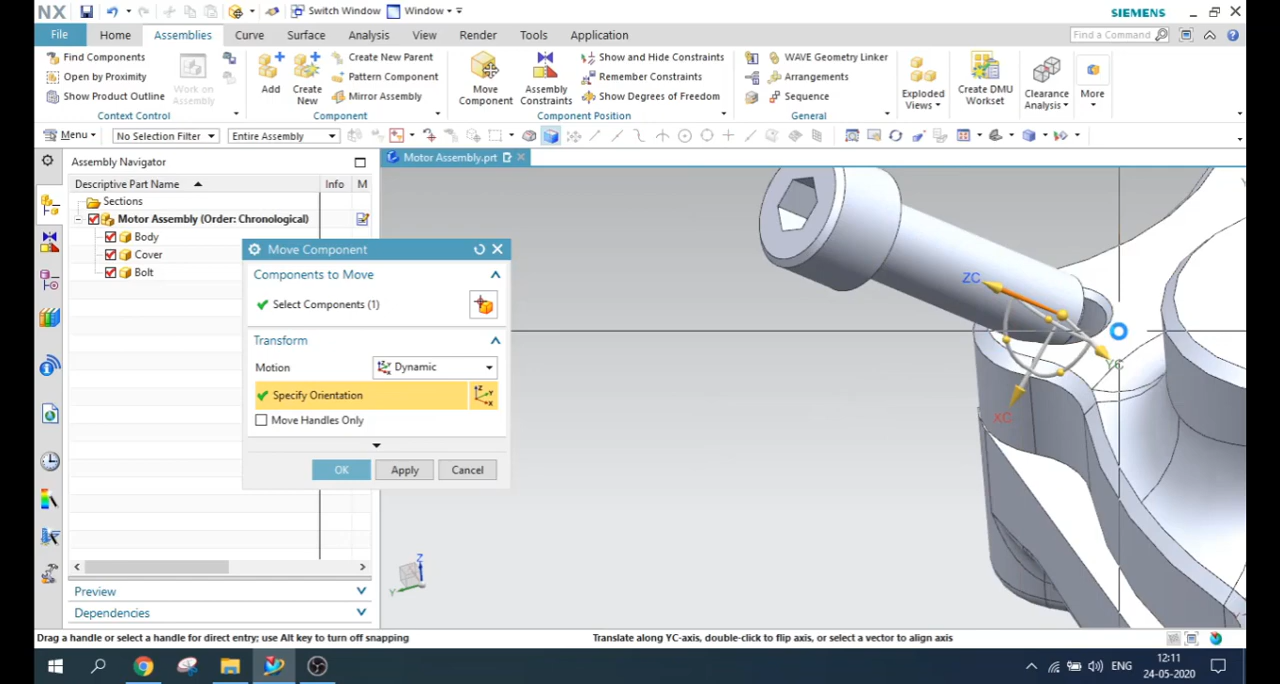 NX Switch Window Window SIEMENS
File Home Assemblies Curve Surface Analysis View Render Tools Application Find a Command
Find Components
Open by Proximity
Show Product Outline
Work on
Assembly
Context Control
Add
Create
New
Create New Parent
Pattern Component
Mirror Assembly
Component
Move
Component
Assembly
Constraints
Show and Hide Constraints
Remember Constraints
Show Degrees of Freedom
Component Position
WAVE Geometry Linker
Arrangements
Sequence
General
Exploded
Views
Create DMU
Workset
Clearance
Analysis
More
Menu No Selection Filter Entire Assembly
Assembly Navigator
Motor Assembly.prt
Descriptive Part Name Info M
Sections
Motor Assembly (Order: Chronological)
Body
Cover
Bolt
Move Component
Components to Move
Select Components (1)
Transform
Motion Dynamic
Specify Orientation
Move Handles Only
OK Apply Cancel
ZC
YC
XC
Z
Y
Preview
Dependencies
Drag a handle or select a handle for direct entry; use Alt key to turn off snapping
Translate along YC-axis, double-click to flip axis, or select a vector to align axis
ENG
12:11
24-05-2020